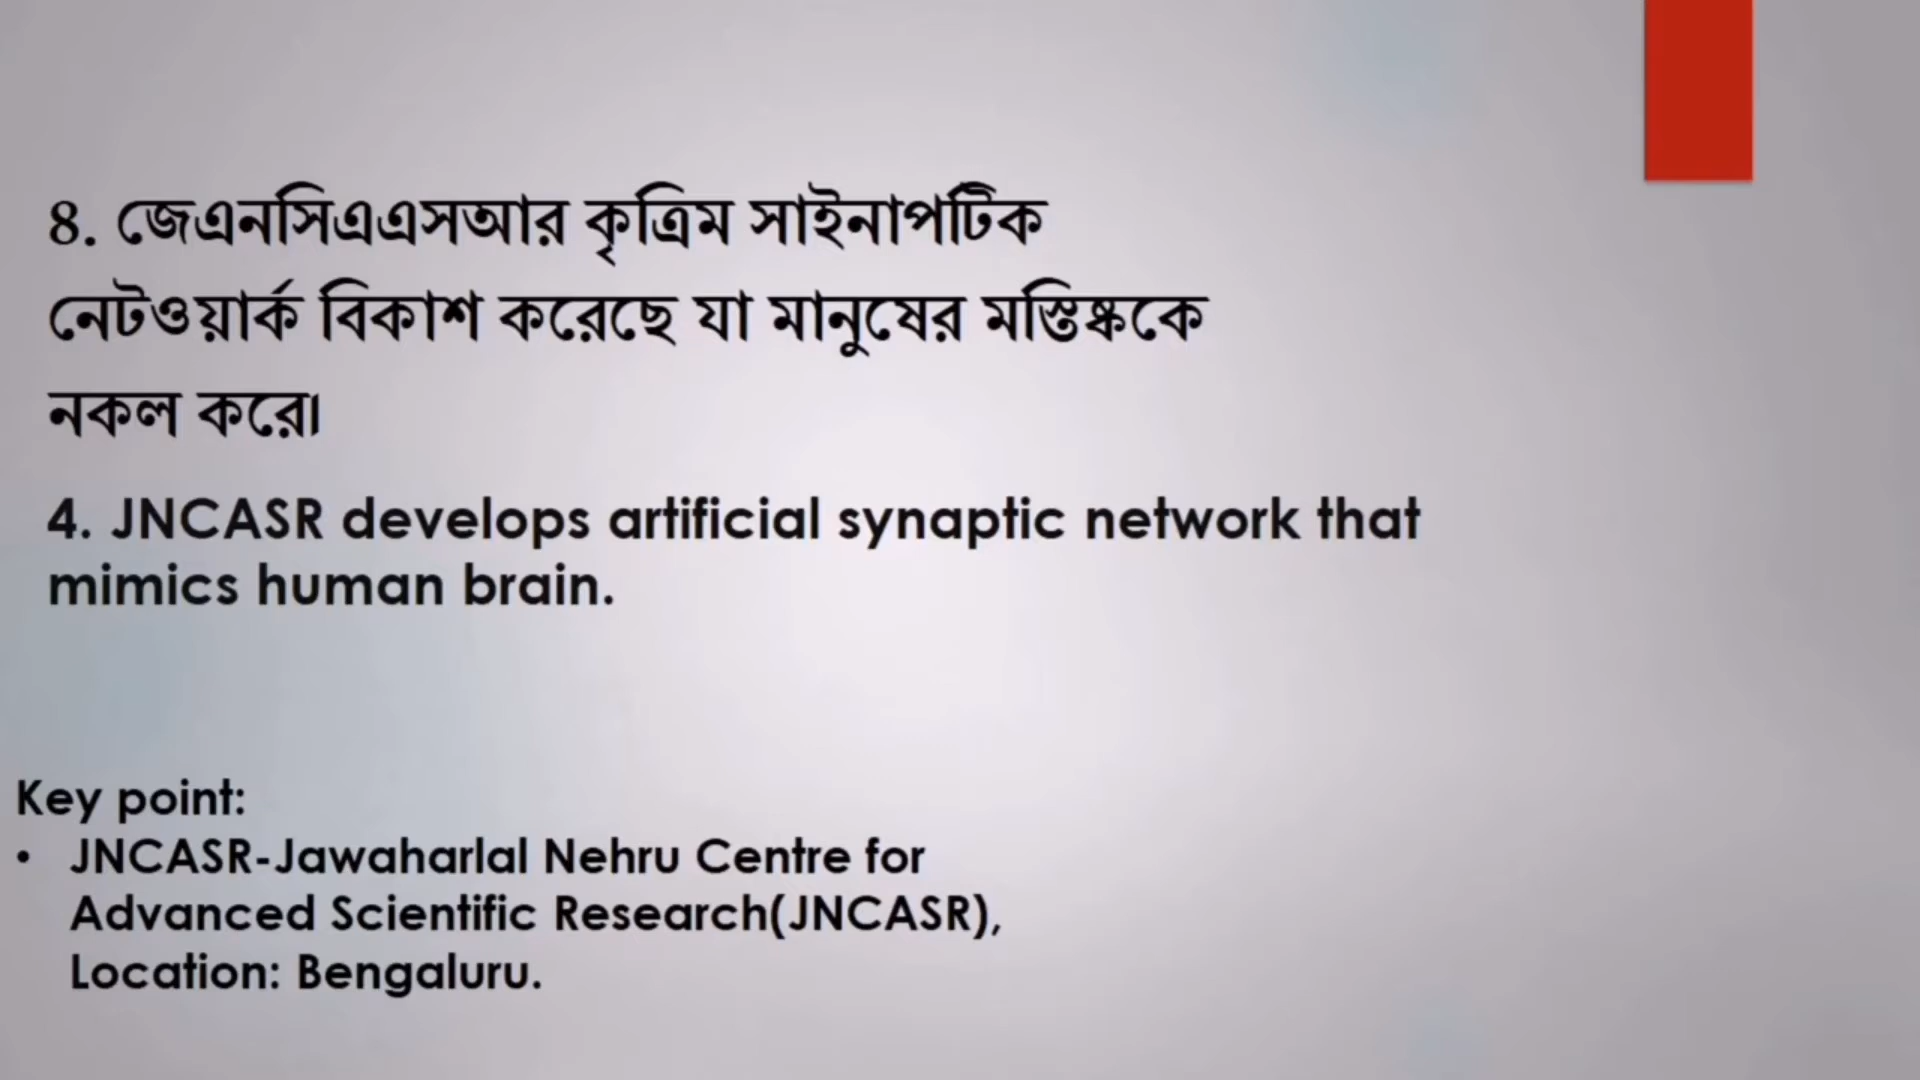 ৪. জেএনসিএএসআর কৃত্রিম সাইনাপটিক
নেটওয়ার্ক বিকাশ করেছে যা মানুষের মস্তিষ্ককে
নকল করে।
4. JNCASR develops artificial synaptic network that
mimics human brain.
Key point:
• JNCASR-Jawaharlal Nehru Centre for
Advanced Scientific Research(JNCASR),
Location: Bengaluru.